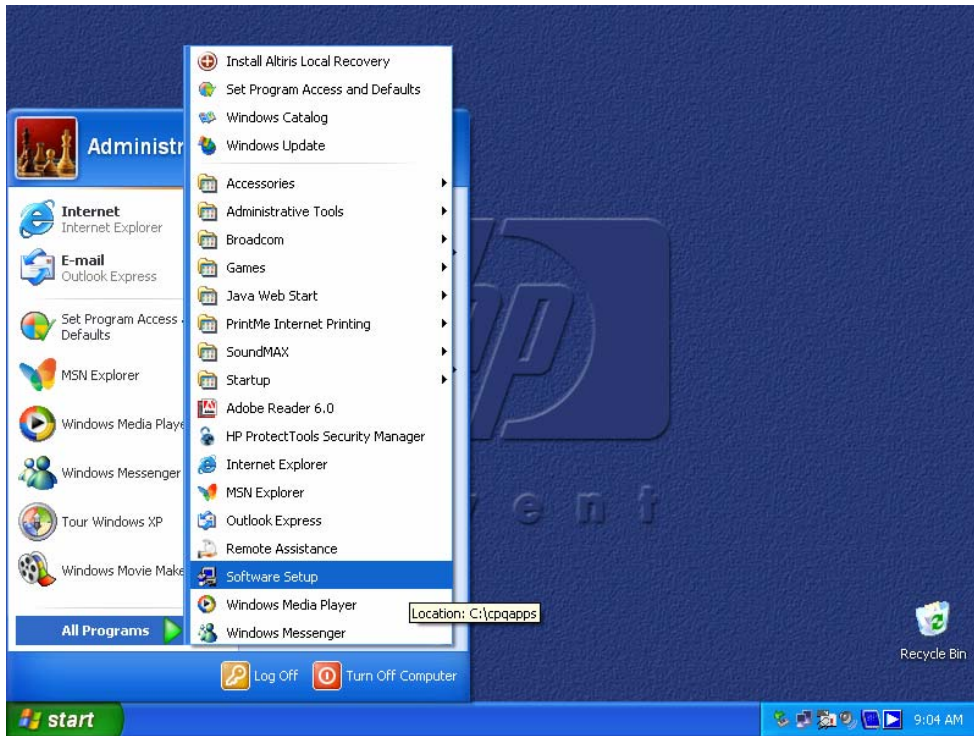 Install Altiris Local Recovery
Set Program Access and Defaults
Windows Catalog
Windows Update
Accessories
Administrative Tools
Broadcom
Games
Java Web Start
PrintMe Internet Printing
SoundMAX
Startup
Adobe Reader 6.0
HP ProtectTools Security Manager
Internet Explorer
MSN Explorer
Outlook Express
Remote Assistance
Software Setup
Windows Media Player
Windows Messenger
Location: C:\cpqapps
Administr
Internet
Internet Explorer
E-mail
Outlook Express
Set Program Access
Defaults
MSN Explorer
Windows Media Playe
Windows Messenger
Tour Windows XP
Windows Movie Make
All Programs
Log Off
Turn Off Computer
hp
v e n t
Recycle Bin
start
9:04 AM